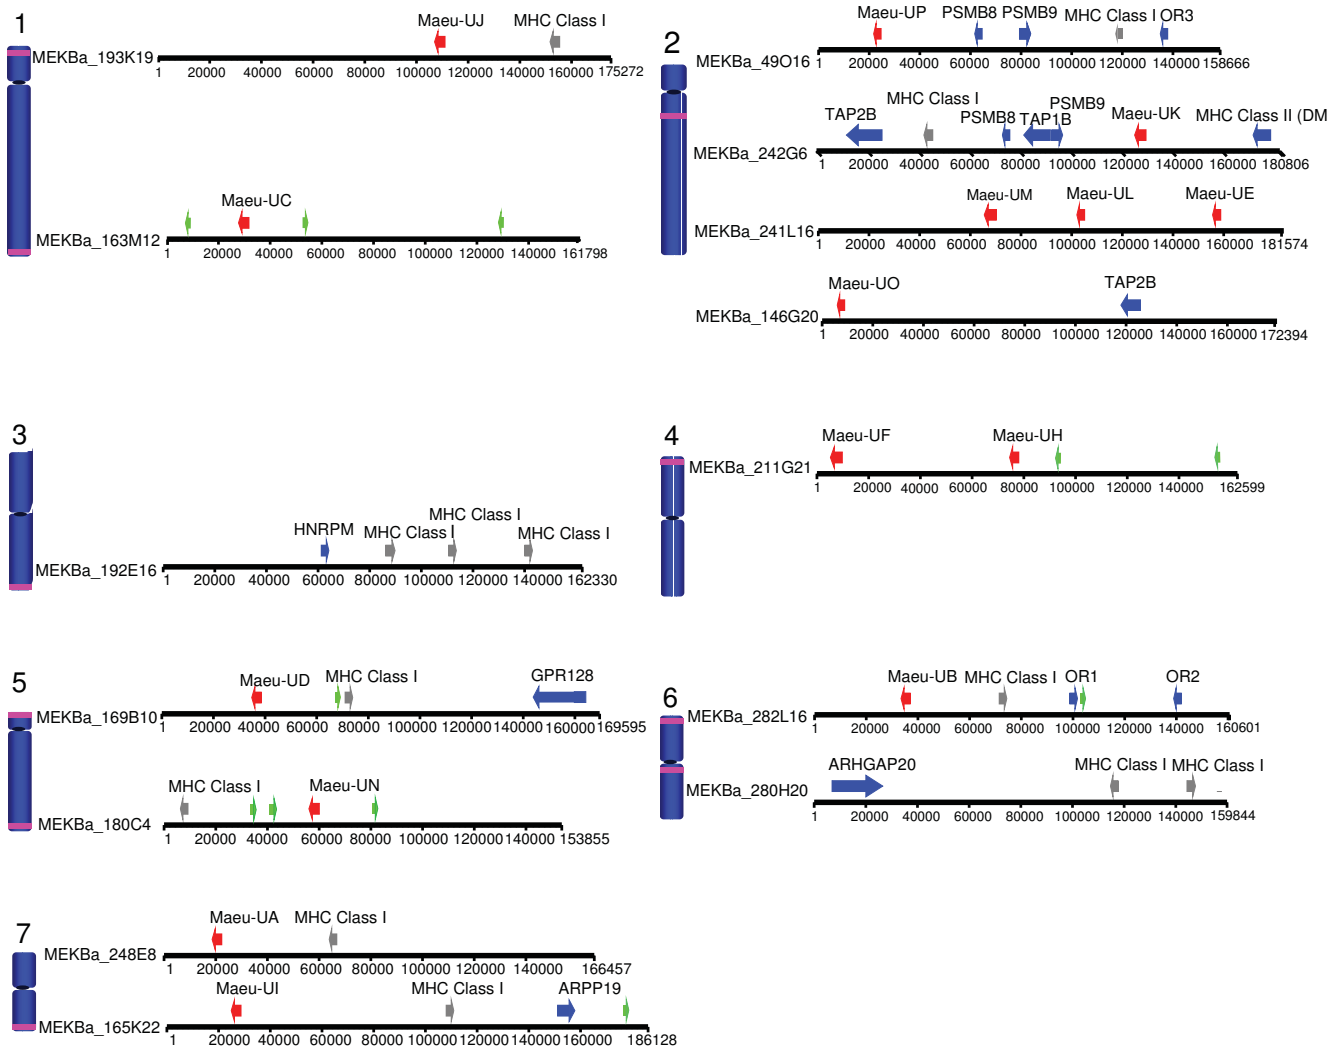 1
Maeu-UJ MHC Class I
MEKBa_193K19
1 20000 40000 60000 80000 100000 120000 140000 160000 175272
Maeu-UC
MEKBa_163M12
1 20000 40000 60000 80000 100000 120000 140000 161798
2
Maeu-UP PSMB8 PSMB9 MHC Class I OR3
MEKBa_49O16
1 20000 40000 60000 80000 100000 120000 140000 158666
MHC Class I PSMB9
TAP2B PSMB8 TAP1B Maeu-UK MHC Class II (DM
MEKBa_242G6
1 20000 40000 60000 80000 100000 120000 140000 160000 180806
Maeu-UM Maeu-UL Maeu-UE
MEKBa_241L16
1 20000 40000 60000 80000 100000 120000 140000 160000 181574
Maeu-UO TAP2B
MEKBa_146G20
1 20000 40000 60000 80000 100000 120000 140000 160000 172394
3
MHC Class I
HNRPM MHC Class I MHC Class I
MEKBa_192E16
1 20000 40000 60000 80000 100000 120000 140000 162330
4
Maeu-UF Maeu-UH
MEKBa_211G21
1 20000 40000 60000 80000 100000 120000 140000 162599
5
Maeu-UD MHC Class I GPR128
MEKBa_169B10
1 20000 40000 60000 80000 100000 120000 140000 169595
MHC Class I Maeu-UN
MEKBa_180C4
1 20000 40000 60000 80000 100000 120000 153855
6
Maeu-UB MHC Class I OR1 OR2
MEKBa_282L16
1 20000 40000 60000 80000 100000 120000 140000 160601
ARHGAP20 MHC Class I MHC Class I
MEKBa_280H20
1 20000 40000 60000 80000 100000 120000 140000 159844
7
Maeu-UA MHC Class I
MEKBa_248E8
1 20000 40000 60000 80000 100000 120000 140000 166457
Maeu-UI MHC Class I ARPP19
MEKBa_165K22
1 20000 40000 60000 80000 100000 120000 140000 160000 186128